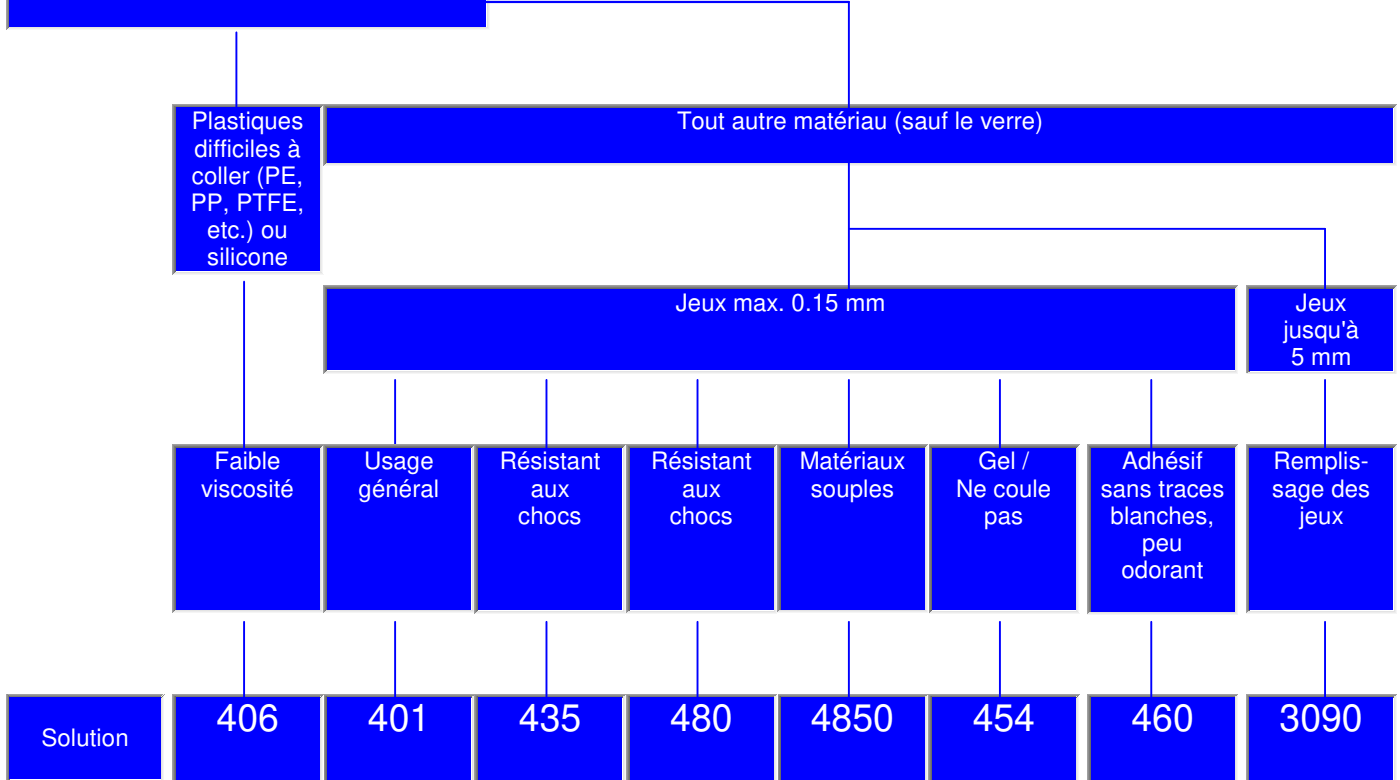 Plastiques
difficiles à
coller (PE,
PP, PTFE,
etc.) ou
silicone
Tout autre matériau (sauf le verre)
Jeux max. 0.15 mm
Jeux
jusqu'à
5 mm
Faible
viscosité
Usage
général
Résistant
aux
chocs
Résistant
aux
chocs
Matériaux
souples
Gel /
Ne coule
pas
Adhésif
sans traces
blanches,
peu
odorant
Remplis-
sage des
jeux
Solution
406
401
435
480
4850
454
460
3090